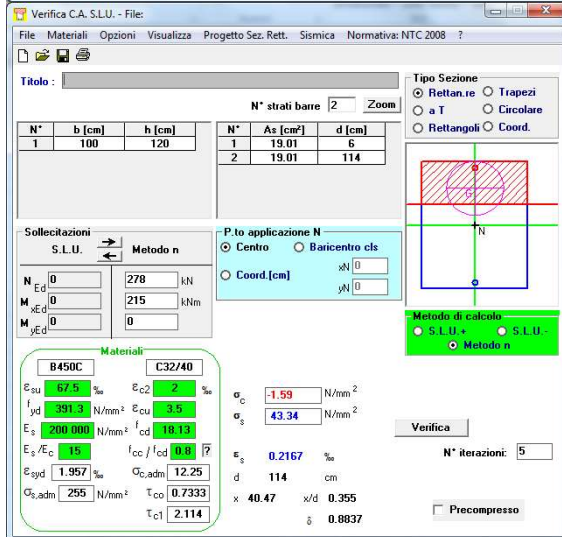 Verifica C.A. S.L.U. - File:
File Materiali Opzioni Visualizza Progetto Sez. Rett. Sismica Normativa: NTC 2008 ?
Titolo :
N° strati barre 2 Zoom
N° b [cm] h [cm]
1 100 120
N° As [cm²] d [cm]
1 19.01 6
2 19.01 114
Tipo Sezione
Rettan.re Trapezi
a T Circolare
Rettangoli Coord.
G
N
Sollecitazioni
S.L.U. Metodo n
N Ed 0 278 kN
M xEd 0 215 kNm
M yEd 0 0
P.to applicazione N
Centro Baricentro cls
Coord.[cm] xN 0
yN 0
Metodo di calcolo
S.L.U.+ S.L.U.-
Metodo n
Materiali
B450C C32/40
εsu 67.5 ‰ εc2 2 ‰
fyd 391.3 N/mm² εcu 3.5
Es 200 000 N/mm² fcd 18.13
Es /Ec 15 fcc / fcd 0.8 ?
εsyd 1.957 ‰ σc,adm 12.25
σs,adm 255 N/mm² τco 0.7333
τc1 2.114
σc -1.59 N/mm²
σs 43.34 N/mm²
εs 0.2167 ‰
d 114 cm
x 40.47 x/d 0.355
δ 0.8837
Verifica
N° iterazioni: 5
Precompresso